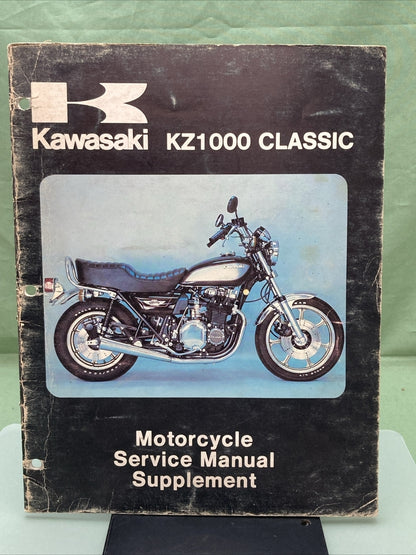 Kawasaki KZ1000 CLASSIC
Motorcycle
Service Manual
Supplement